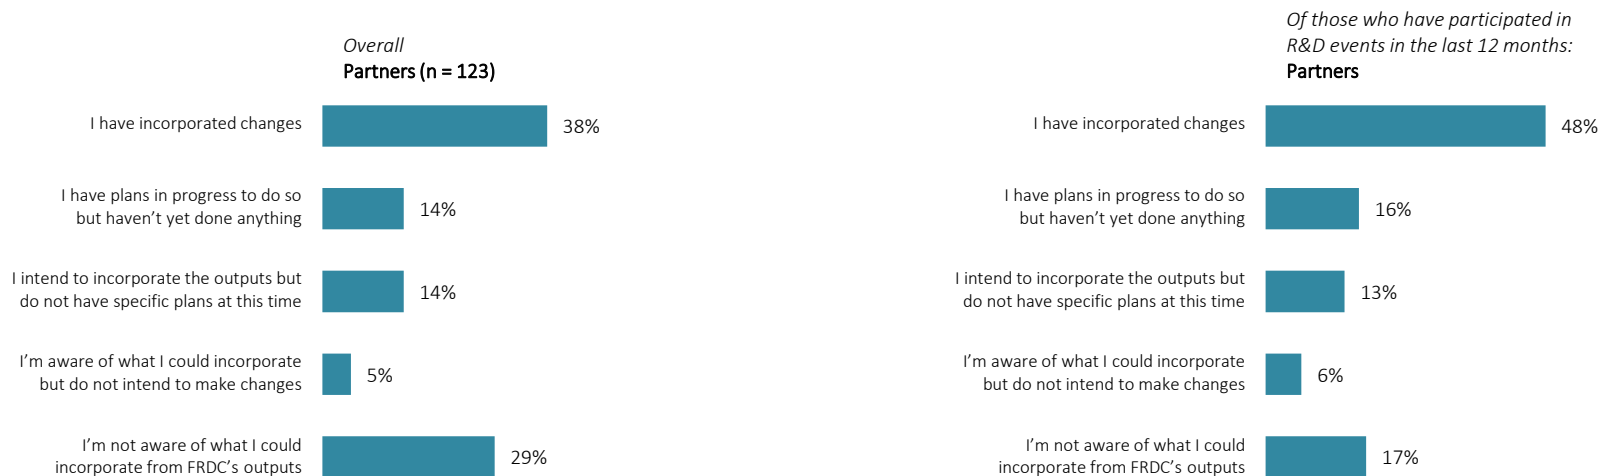 Overall
Partners (n = 123)
I have incorporated changes
38%
I have plans in progress to do so
but haven’t yet done anything
14%
I intend to incorporate the outputs but
do not have specific plans at this time
14%
I’m aware of what I could incorporate
but do not intend to make changes
5%
I’m not aware of what I could
incorporate from FRDC’s outputs
29%
Of those who have participated in
R&D events in the last 12 months:
Partners
I have incorporated changes
48%
I have plans in progress to do so
but haven’t yet done anything
16%
I intend to incorporate the outputs but
do not have specific plans at this time
13%
I’m aware of what I could incorporate
but do not intend to make changes
6%
I’m not aware of what I could
incorporate from FRDC’s outputs
17%